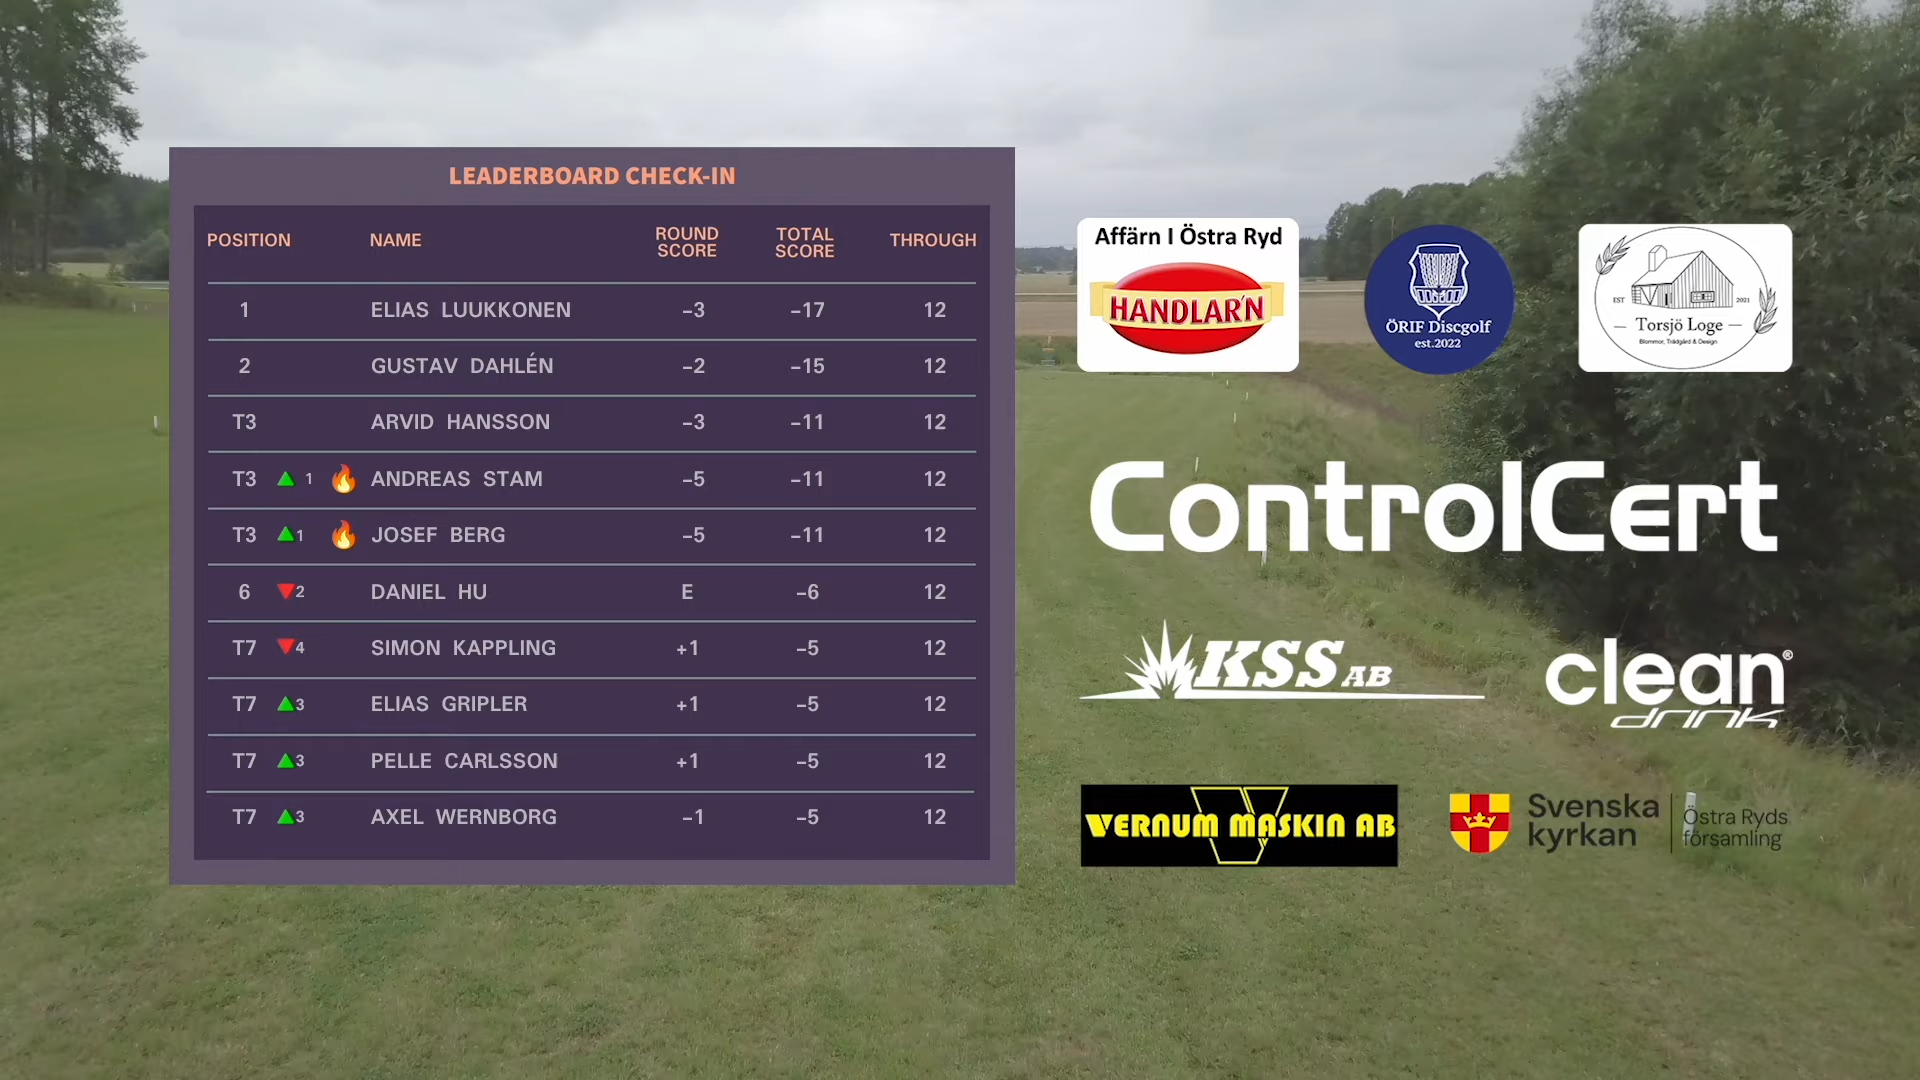 LEADERBOARD CHECK-IN
POSITION NAME ROUND SCORE TOTAL SCORE THROUGH
1 ELIAS LUUKKONEN -3 -17 12
2 GUSTAV DAHLÉN -2 -15 12
T3 ARVID HANSSON -3 -11 12
T3 1 ANDREAS STAM -5 -11 12
T3 1 JOSEF BERG -5 -11 12
6 2 DANIEL HU E -6 12
T7 4 SIMON KAPPLING +1 -5 12
T7 3 ELIAS GRIPLER +1 -5 12
T7 3 PELLE CARLSSON +1 -5 12
T7 3 AXEL WERNBORG -1 -5 12
Affärn I Östra Ryd
HANDLAR'N
ÖRIF Discgolf
est.2022
EST 2021
Torsjö Loge
Blommor, Trädgård & Design
ControlCert
KSS AB
clean®
drink
VERNUM MASKIN AB
Svenska
kyrkan
Östra Ryds
församling